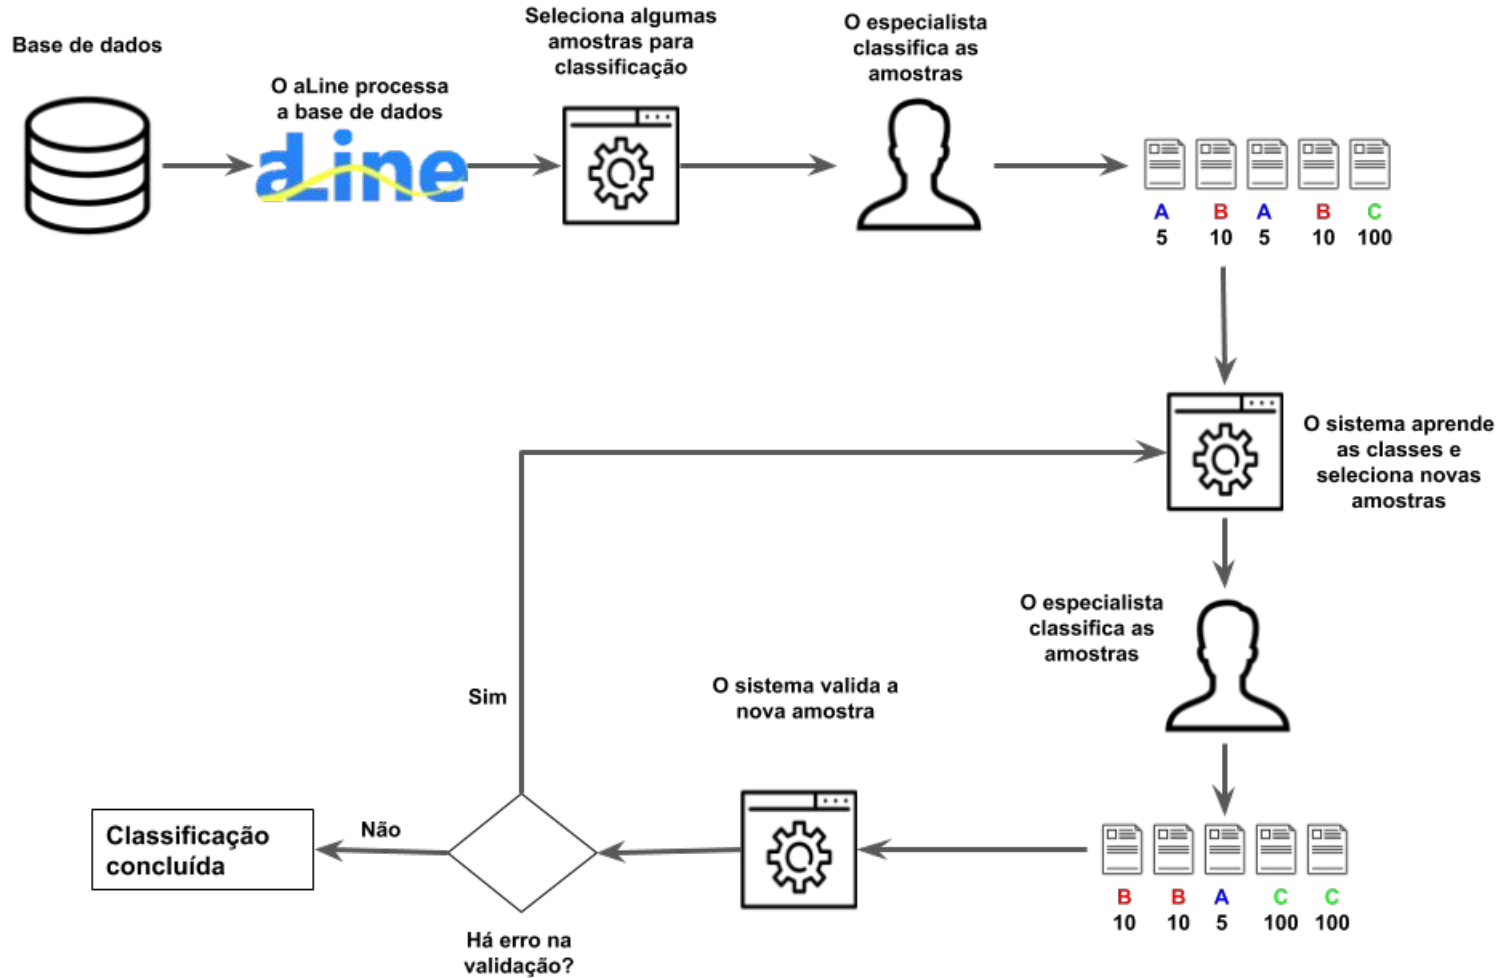 Base de dados
O aLine processa
a base de dados
aLine
Seleciona algumas
amostras para
classificação
O especialista
classifica as
amostras
A B A B C
5 10 5 10 100
O sistema aprende
as classes e
seleciona novas
amostras
O especialista
classifica as
amostras
B B A C C
10 10 5 100 100
O sistema valida a
nova amostra
Há erro na
validação?
Sim
Não
Classificação
concluída